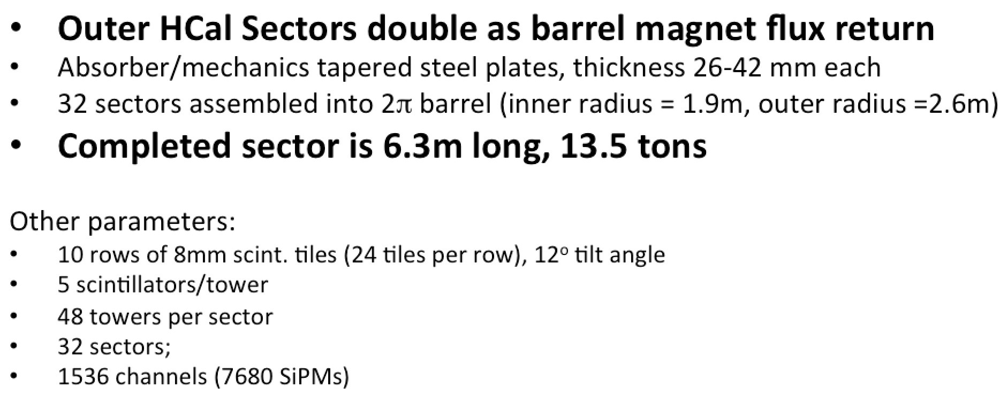 • Outer HCal Sectors double as barrel magnet flux return
• Absorber/mechanics tapered steel plates, thickness 26-42 mm each
• 32 sectors assembled into 2π barrel (inner radius = 1.9m, outer radius =2.6m)
• Completed sector is 6.3m long, 13.5 tons
Other parameters:
• 10 rows of 8mm scint. tiles (24 tiles per row), 12º tilt angle
• 5 scintillators/tower
• 48 towers per sector
• 32 sectors;
• 1536 channels (7680 SiPMs)